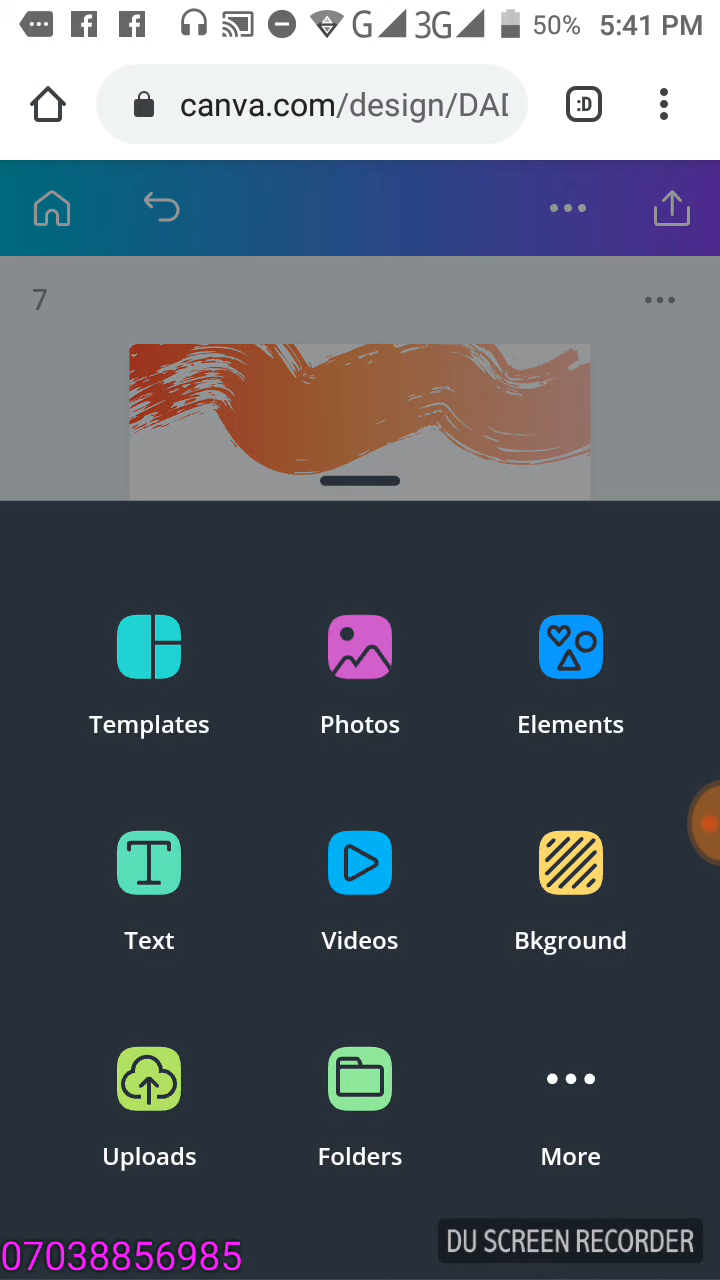 G 3G 50% 5:41 PM
canva.com/design/DAD
:D
7
Templates Photos Elements
Text Videos Bkground
Uploads Folders More
DU SCREEN RECORDER
07038856985